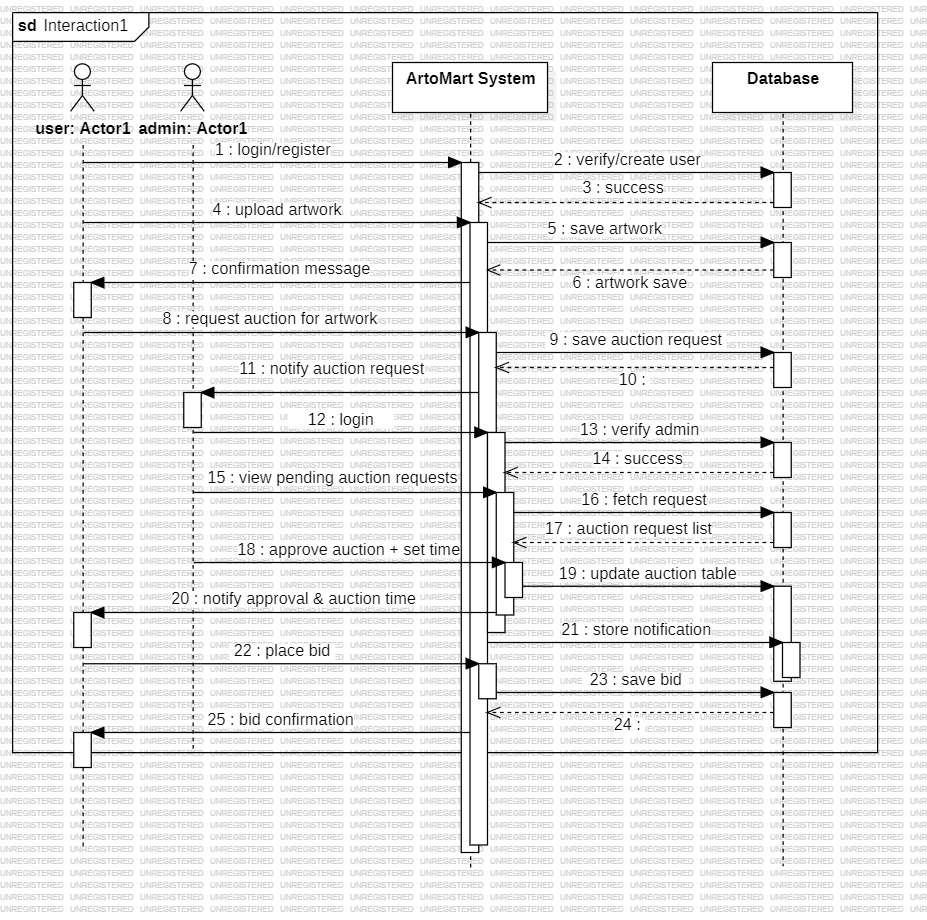 sd Interaction1
ArtoMart System
Database
user: Actor1
admin: Actor1
1 : login/register
2 : verify/create user
3 : success
4 : upload artwork
5 : save artwork
6 : artwork save
7 : confirmation message
8 : request auction for artwork
9 : save auction request
10 :
11 : notify auction request
12 : login
13 : verify admin
14 : success
15 : view pending auction requests
16 : fetch request
17 : auction request list
18 : approve auction + set time
19 : update auction table
20 : notify approval & auction time
21 : store notification
22 : place bid
23 : save bid
24 :
25 : bid confirmation
UNREGISTERED